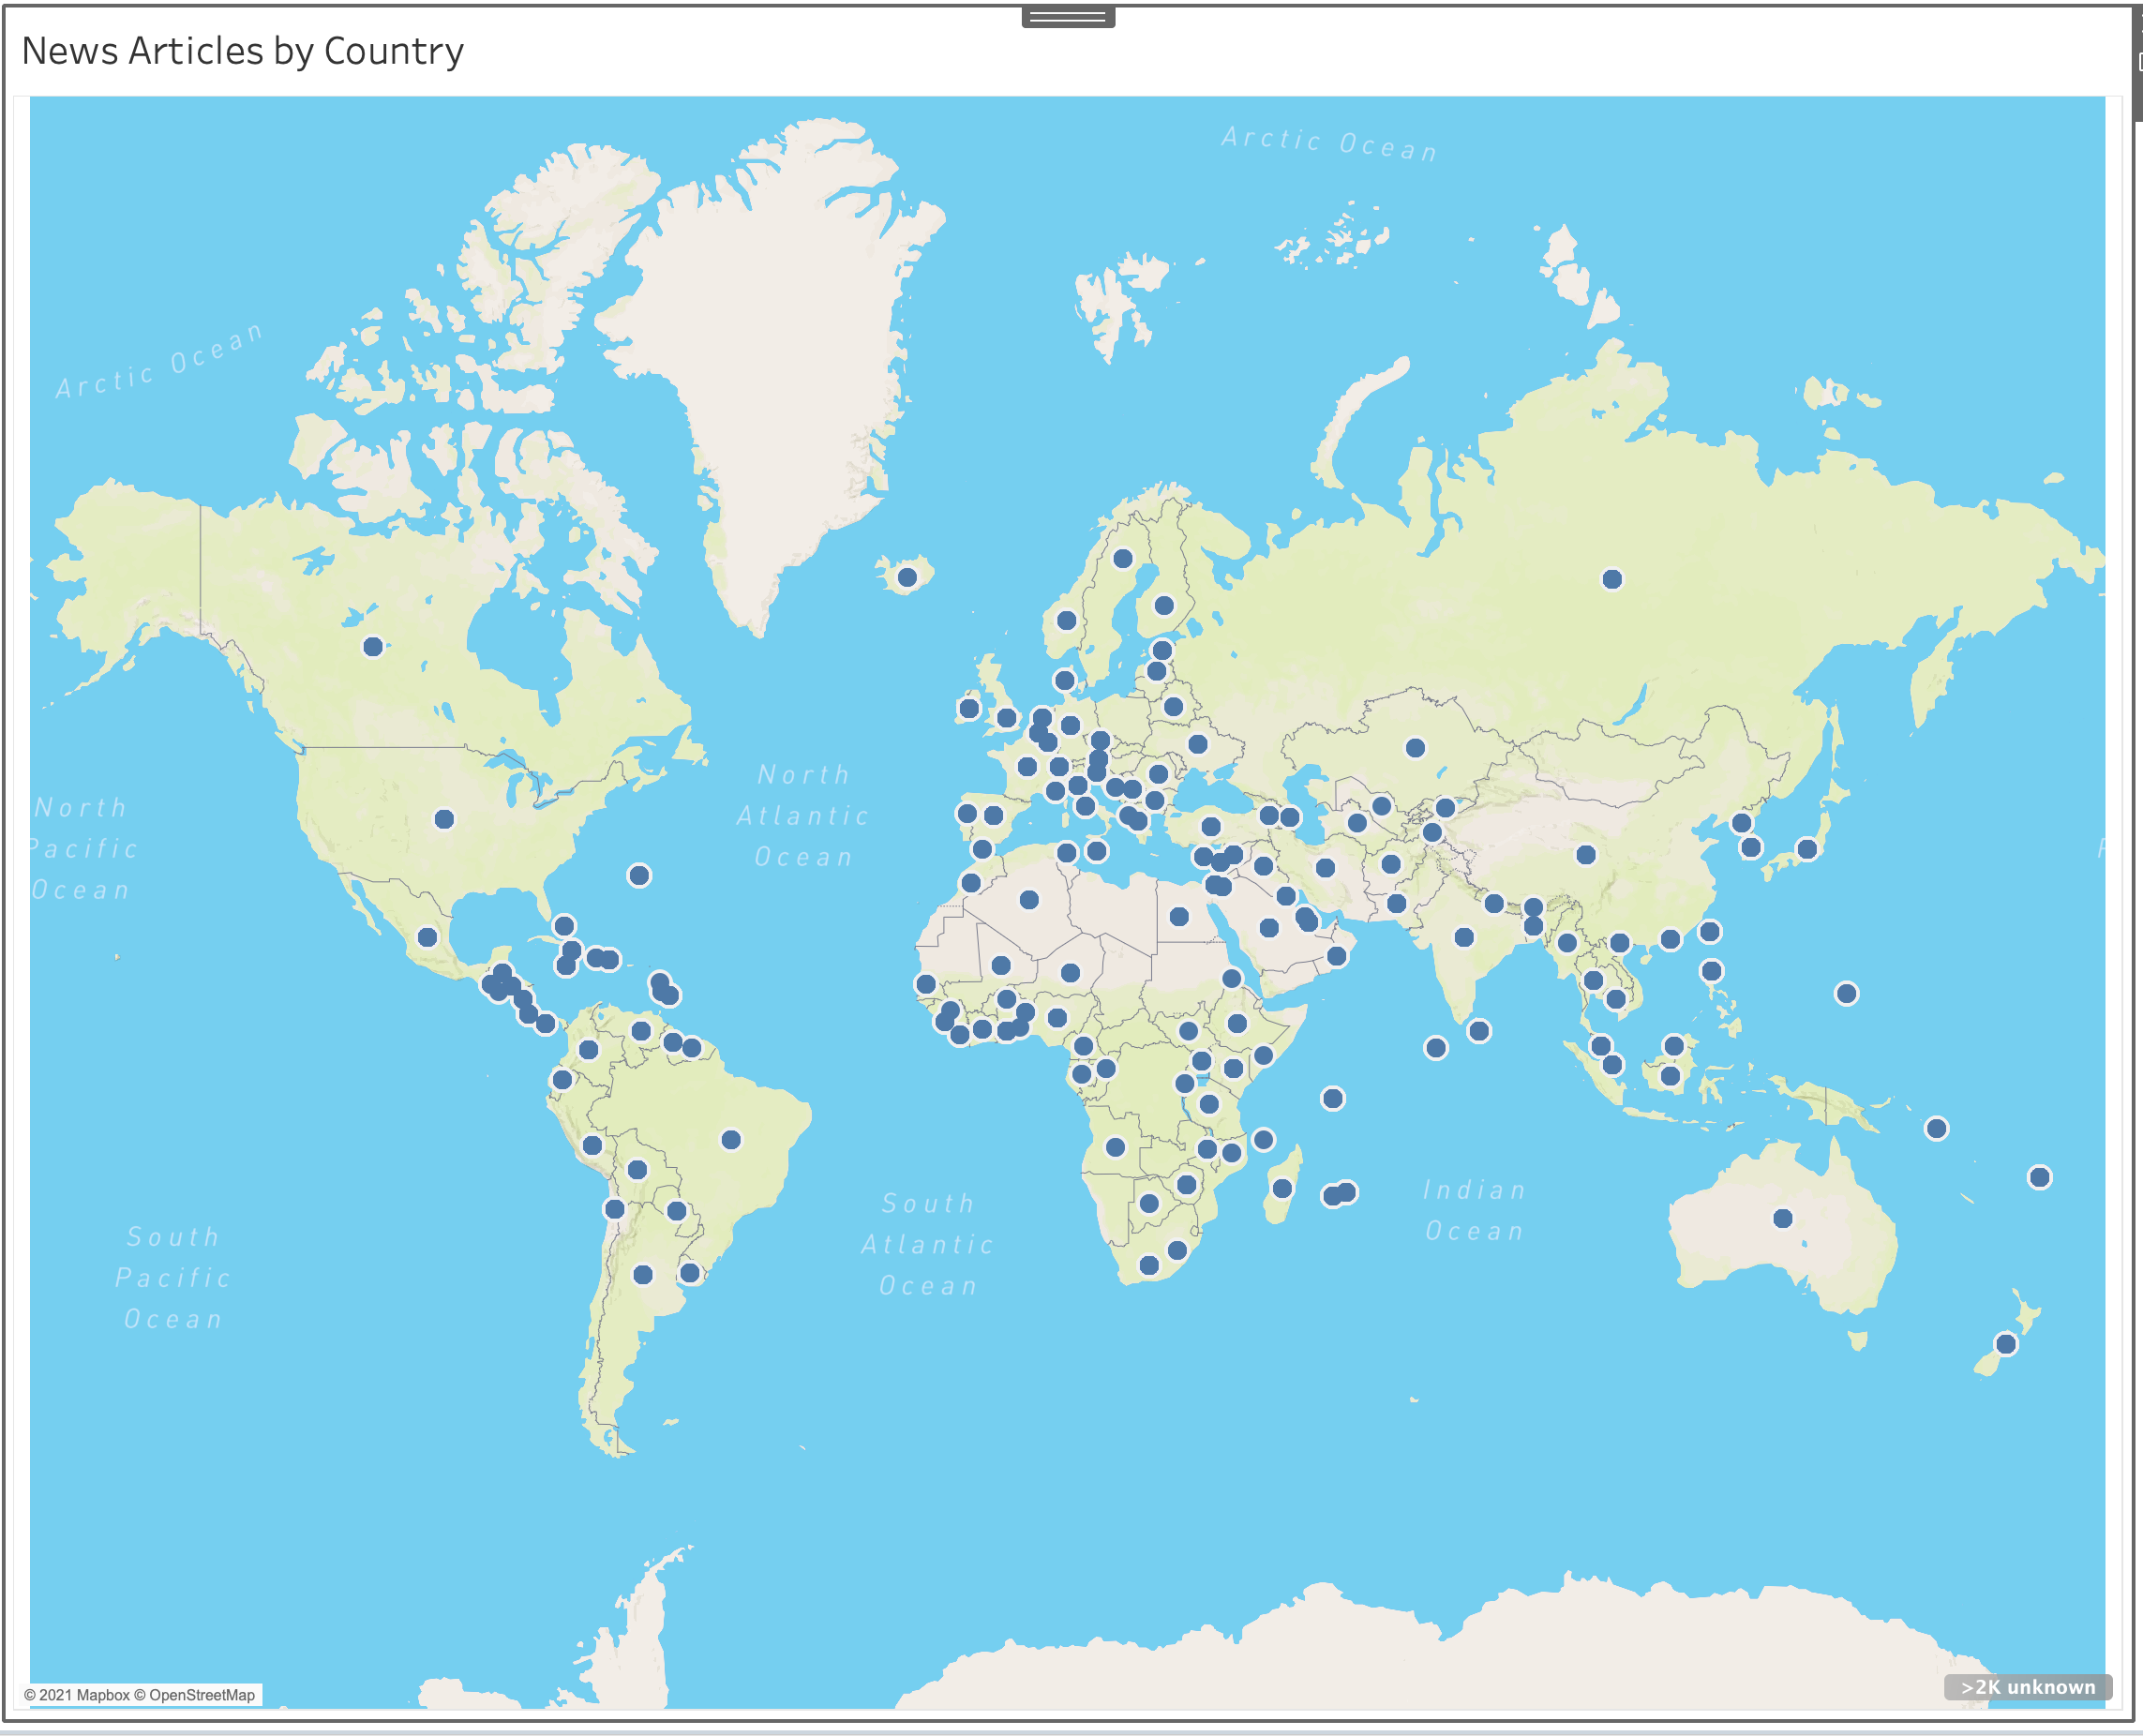 News Articles by Country
Arctic Ocean
Arctic Ocean
North
Atlantic
Ocean
North
Pacific
Ocean
South
Atlantic
Ocean
Indian
Ocean
South
Pacific
Ocean
© 2021 Mapbox © OpenStreetMap
>2K unknown